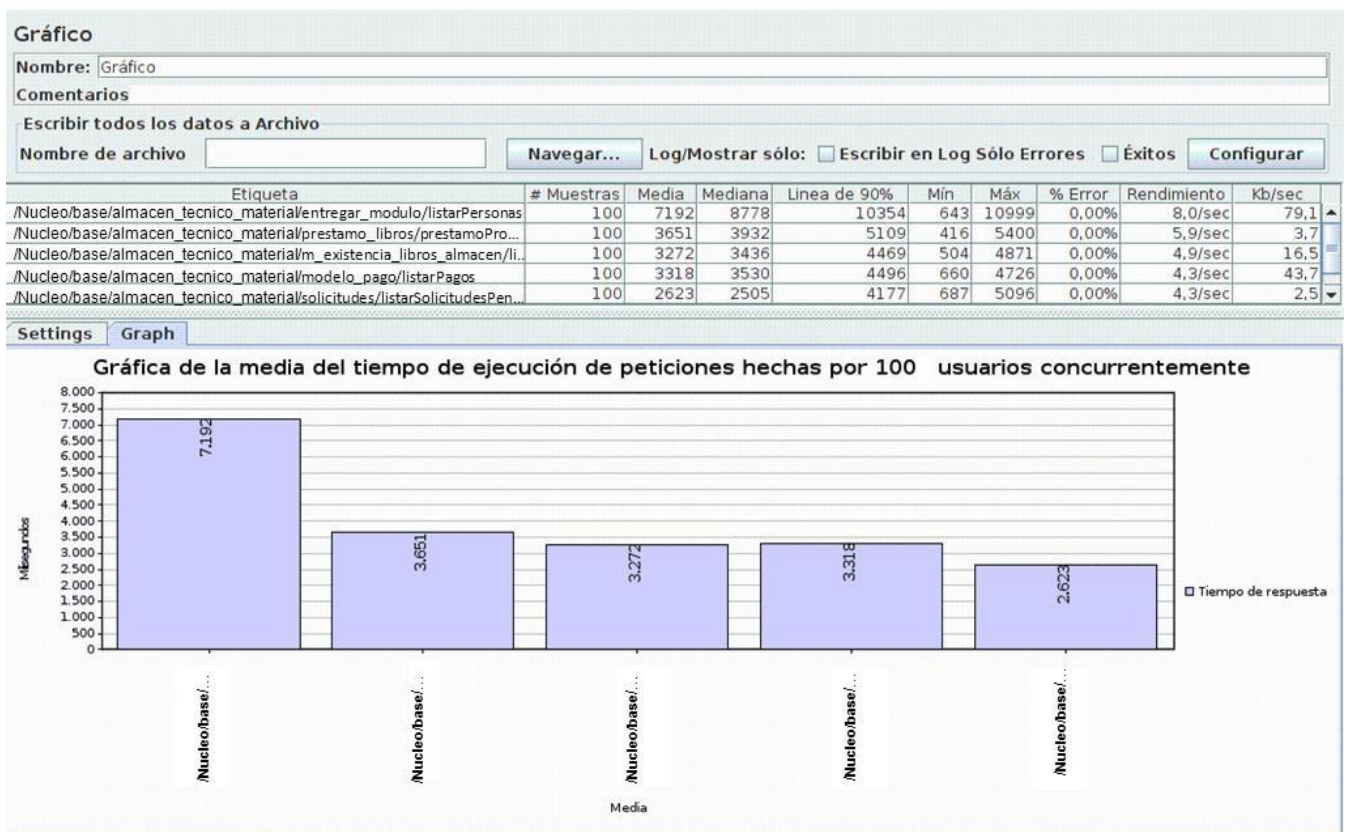 Gráfico
Nombre: Gráfico
Comentarios
Escribir todos los datos a Archivo
Nombre de archivo Navegar... Log/Mostrar sólo: Escribir en Log Sólo Errores Éxitos Configurar
Etiqueta # Muestras Media Mediana Linea de 90% Mín Máx % Error Rendimiento Kb/sec
/Nucleo/base/almacen_tecnico_material/entregar_modulo/listarPersonas 100 7192 8778 10354 643 10999 0,00% 8,0/sec 79,1
/Nucleo/base/almacen_tecnico_material/prestamo_libros/prestamoPro... 100 3651 3932 5109 416 5400 0,00% 5,9/sec 3,7
/Nucleo/base/almacen_tecnico_material/m_existencia_libros_almacen/li.. 100 3272 3436 4469 504 4871 0,00% 4,9/sec 16,5
/Nucleo/base/almacen_tecnico_material/modelo_pago/listarPagos 100 3318 3530 4496 660 4726 0,00% 4,3/sec 43,7
/Nucleo/base/almacen_tecnico_material/solicitudes/listarSolicitudesPen... 100 2623 2505 4177 687 5096 0,00% 4,3/sec 2,5
Settings Graph
Gráfica de la media del tiempo de ejecución de peticiones hechas por 100 usuarios concurrentemente
8.000
7.500
7.000
6.500
6.000
5.500
5.000
4.500
4.000
3.500
3.000
2.500
2.000
1.500
1.000
500
0
Milisegundos
7.192
3.651
3.272
3.318
2.623
Tiempo de respuesta
/Nucleo/base/...
/Nucleo/base/...
/Nucleo/base/...
/Nucleo/base/...
/Nucleo/base/...
Media